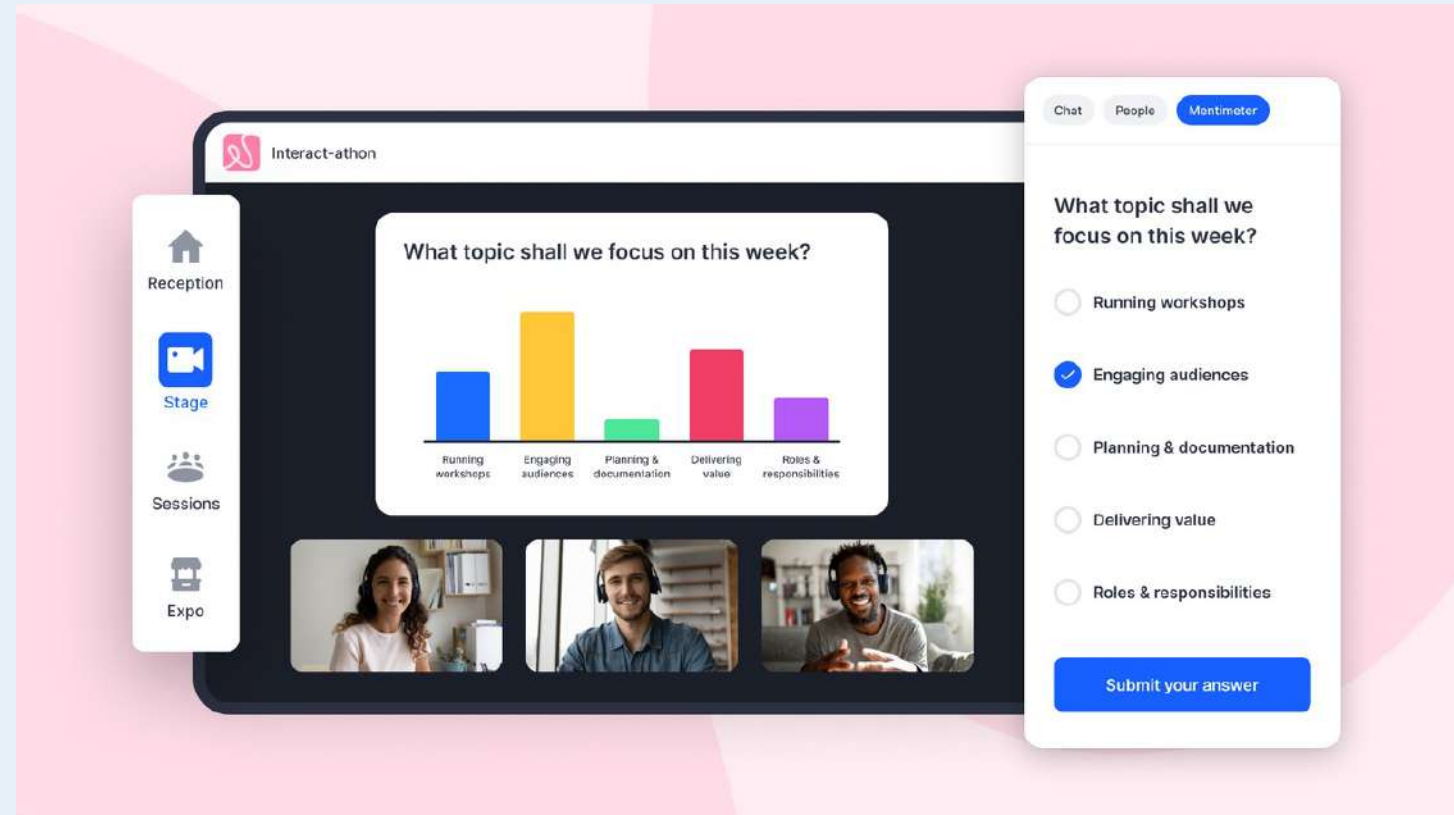 Interact-athon
Reception
Stage
Sessions
Expo
What topic shall we focus on this week?
Running
workshops
Engaging
audiences
Planning &
documentation
Delivering
value
Roles &
responsibilities
Chat
People
Mentimeter
What topic shall we
focus on this week?
Running workshops
Engaging audiences
Planning & documentation
Delivering value
Roles & responsibilities
Submit your answer